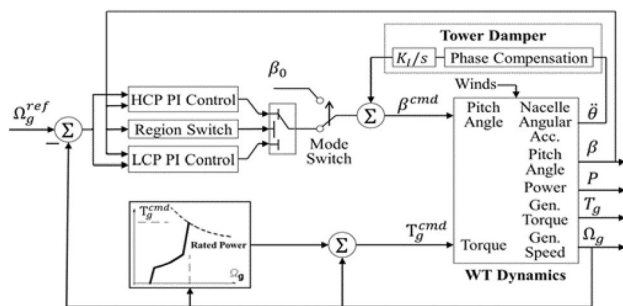 Tower Damper
K_I/s
Phase Compensation
Ω_g^{ref}
Σ
−
HCP PI Control
Region Switch
LCP PI Control
β_0
Mode
Switch
Σ
β^{cmd}
Winds
Pitch
Angle
Torque
Nacelle
Angular
Acc.
Pitch
Angle
Power
Gen.
Torque
Gen.
Speed
WT Dynamics
θ̈
β
P
T_g
Ω_g
T_g^{cmd}
Rated Power
Ω_g
Σ
T_g^{cmd}